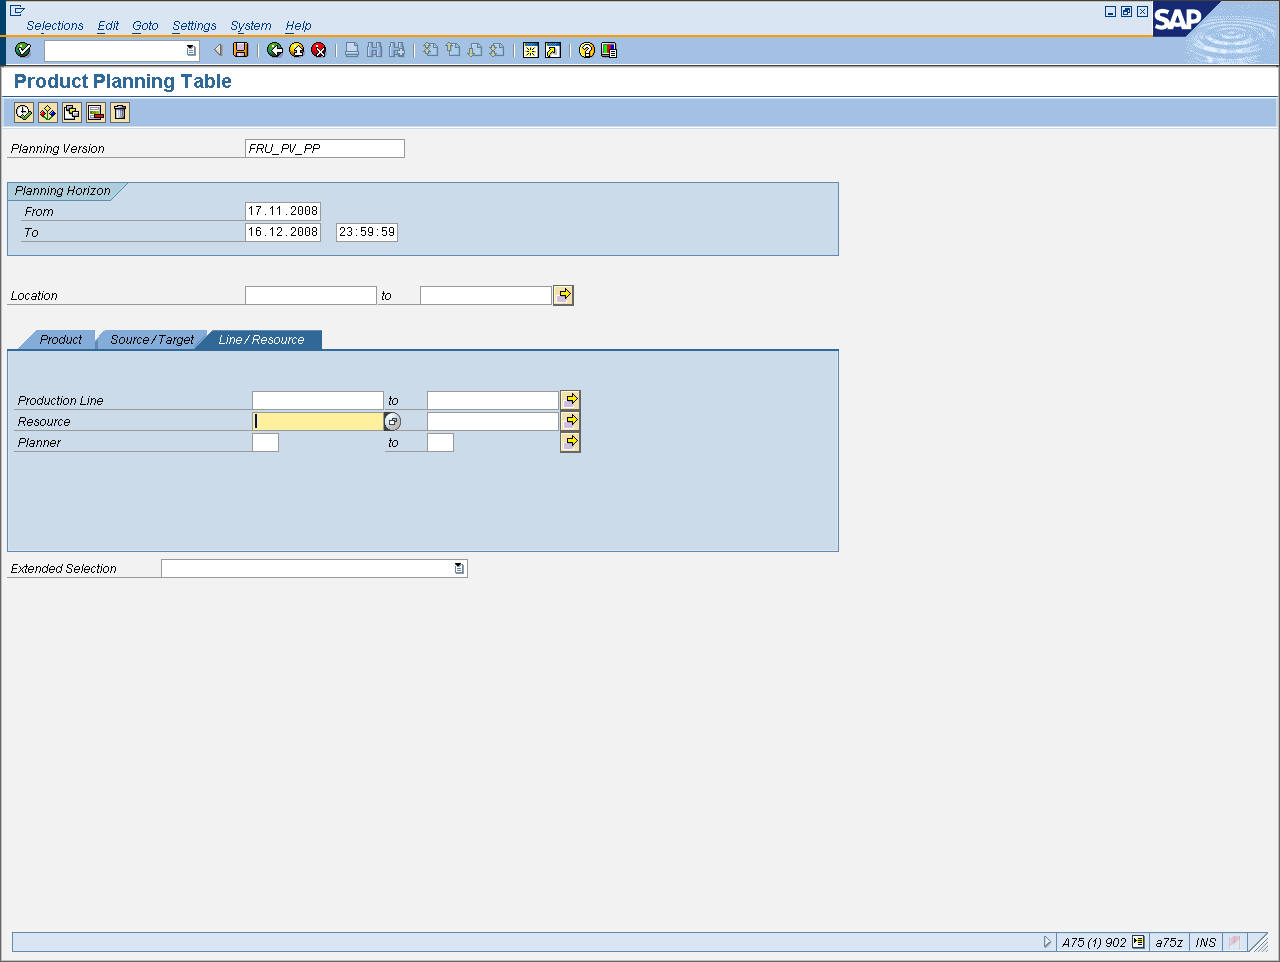 Selections Edit Goto Settings System Help
SAP
Product Planning Table
Planning Version FRU_PV_PP
Planning Horizon
From 17.11.2008
To 16.12.2008 23:59:59
Location to
Product Source / Target Line / Resource
Production Line to
Resource
Planner to
Extended Selection
A75 (1) 902 a75z INS